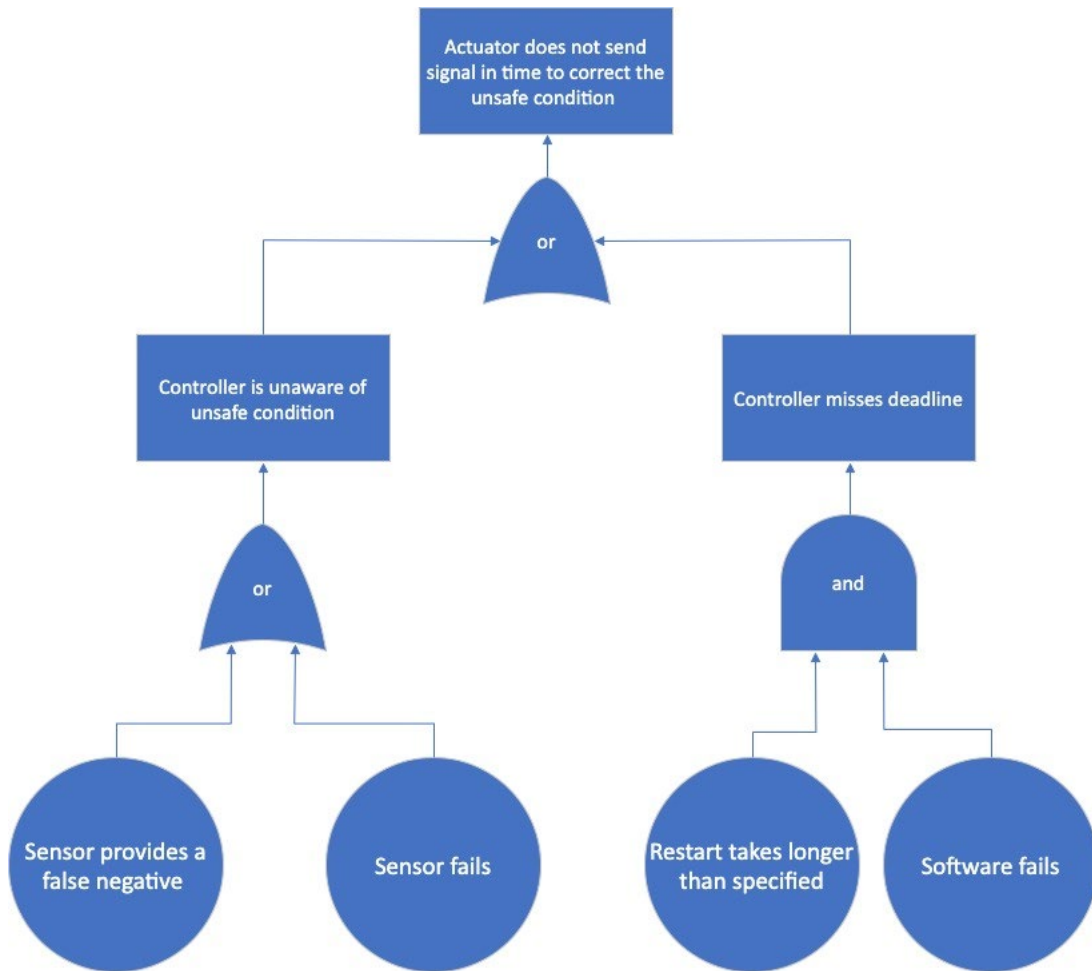 Actuator does not send
signal in time to correct the
unsafe condition
or
Controller is unaware of
unsafe condition
Controller misses deadline
or
and
Sensor provides a
false negative
Sensor fails
Restart takes longer
than specified
Software fails